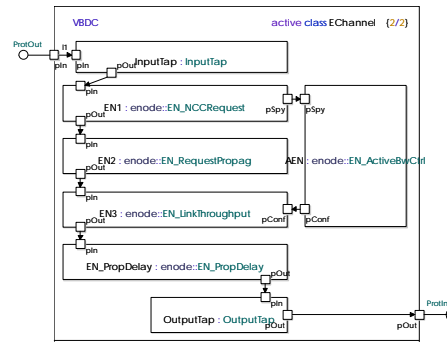 VBDC
active class EChannel {2/2}
ProtOut
l1
pIn
pIn
pOut
InputTap : InputTap
pIn
EN1 : enode::EN_NCCRequest
pSpy
pSpy
pOut
pIn
EN2 : enode::EN_RequestPropag
AEN : enode::EN_ActiveBwCtrl
pOut
pIn
EN3 : enode::EN_LinkThroughput
pConf
pConf
pOut
pIn
EN_PropDelay : enode::EN_PropDelay
pOut
pIn
ProtIn
OutputTap : OutputTap
pOut
pOut